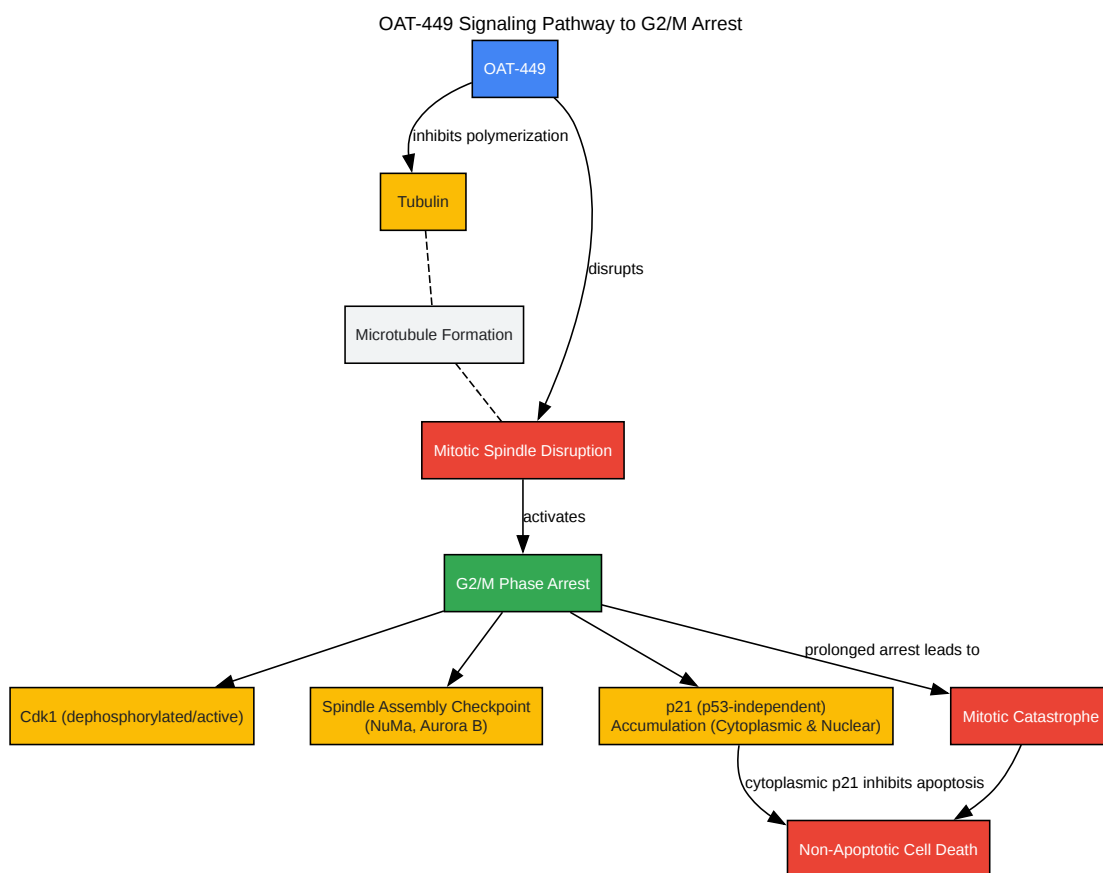 OAT-449 Signaling Pathway to G2/M Arrest
OAT-449
inhibits polymerization
Tubulin
disrupts
Microtubule Formation
Mitotic Spindle Disruption
activates
G2/M Phase Arrest
prolonged arrest leads to
Cdk1 (dephosphorylated/active)
Spindle Assembly Checkpoint
(NuMa, Aurora B)
p21 (p53-independent)
Accumulation (Cytoplasmic & Nuclear)
Mitotic Catastrophe
cytoplasmic p21 inhibits apoptosis
Non-Apoptotic Cell Death